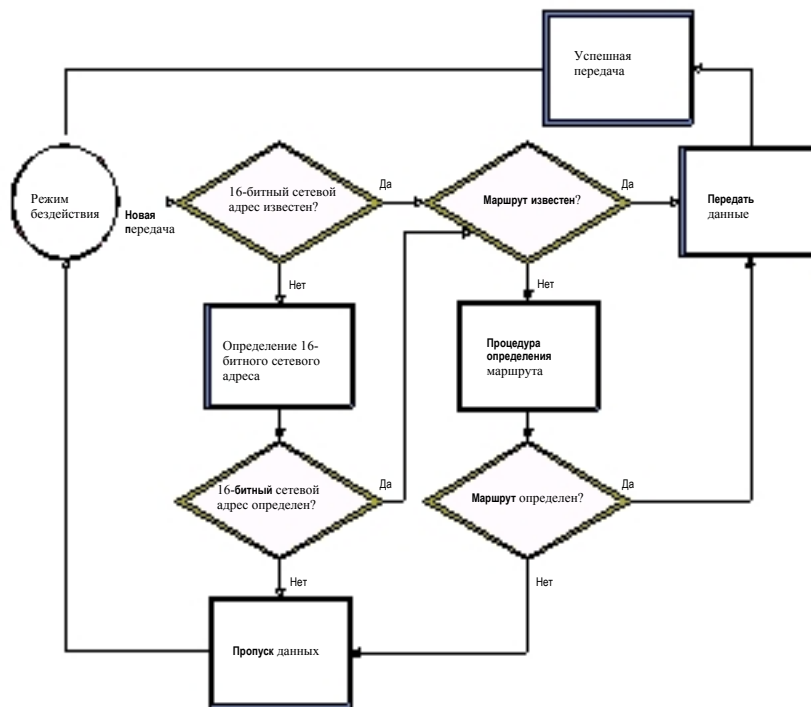 Успешная
передача
Режим
бездействия
Новая
передача
16-битный сетевой
адрес известен?
Да
Маршрут известен?
Да
Передать
данные
Нет
Нет
Определение 16-
битного сетевого
адреса
Процедура
определения
маршрута
16-битный сетевой
адрес определен?
Да
Маршрут определен?
Да
Нет
Нет
Пропуск данных